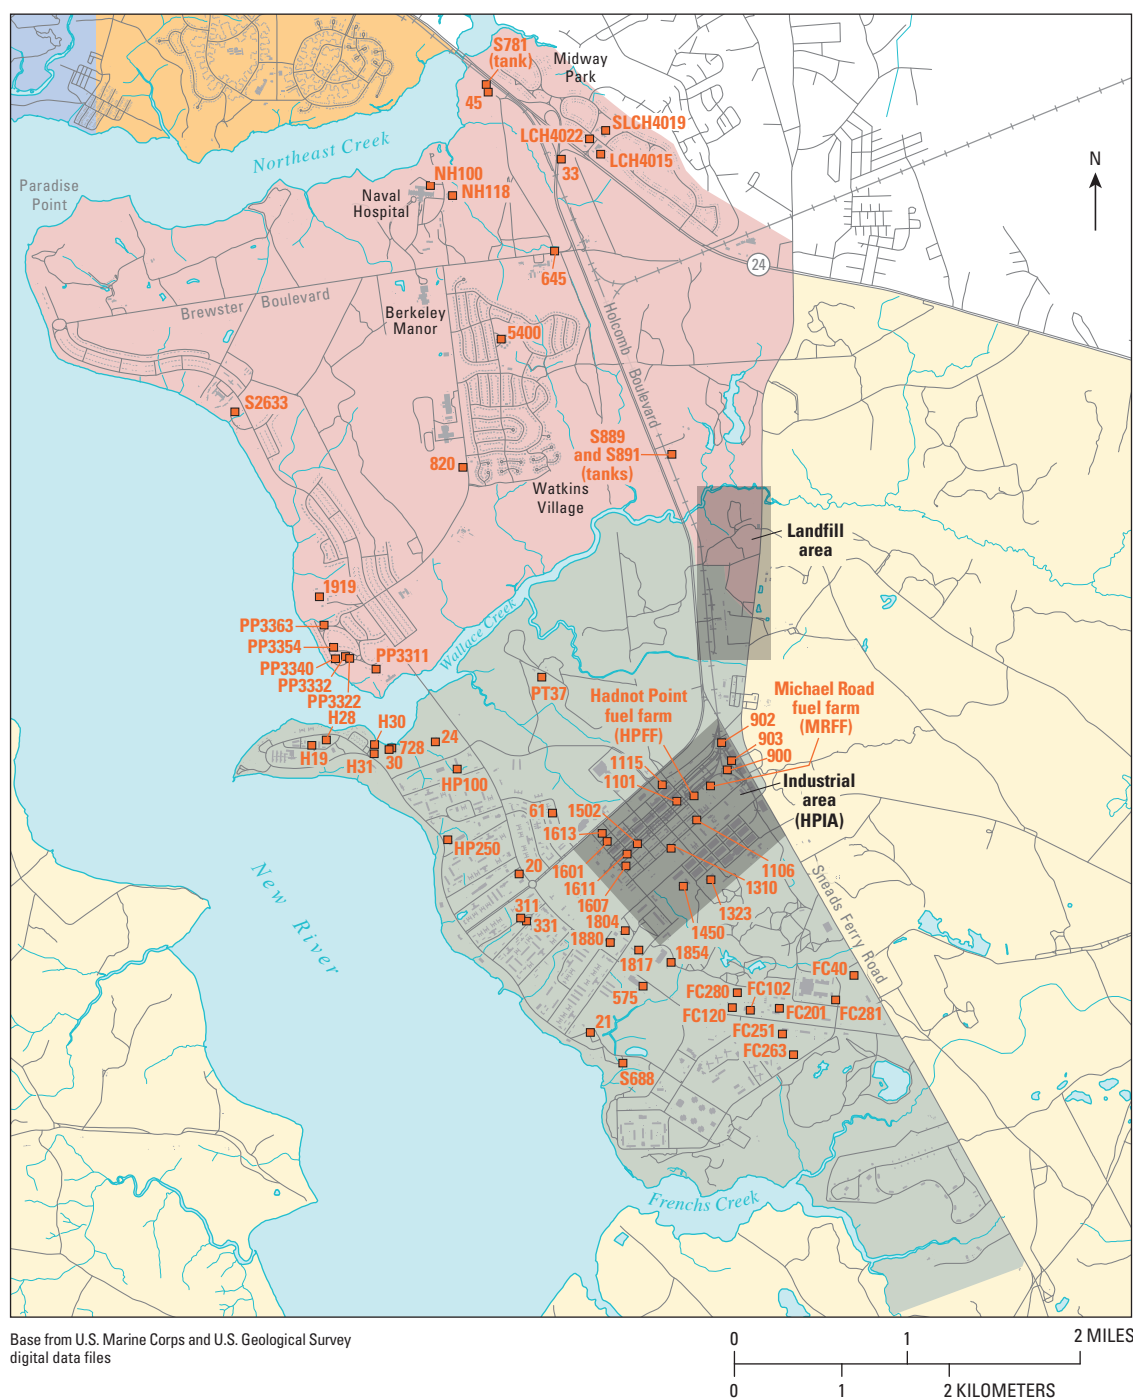 S781
(tank)
Midway
Park
45
SLCH4019
LCH4022
LCH4015
33
Northeast Creek
N
Paradise
Point
NH100
NH118
Naval
Hospital
645
24
Brewster Boulevard
Berkeley
Manor
Holcomb Boulevard
5400
S2633
S889
and S891
(tanks)
820
Watkins
Village
Landfill
area
1919
PP3363
PP3354
PP3340
PP3332
PP3322
PP3311
Wallace Creek
PT37
Hadnot Point
fuel farm
(HPFF)
Michael Road
fuel farm
(MRFF)
H28
H30
H19
H31
728
30
24
HP100
902
903
900
1115
1101
Industrial
area
(HPIA)
61
1502
1613
1601
1611
1607
HP250
20
1106
1310
1323
1450
Sneads Ferry Road
New River
311
331
1804
1880
1817
1854
575
FC40
FC280
FC102
FC120
FC201
FC281
FC251
FC263
21
S688
Frenchs Creek
Base from U.S. Marine Corps and U.S. Geological Survey
digital data files
0 1 2 MILES
0 1 2 KILOMETERS